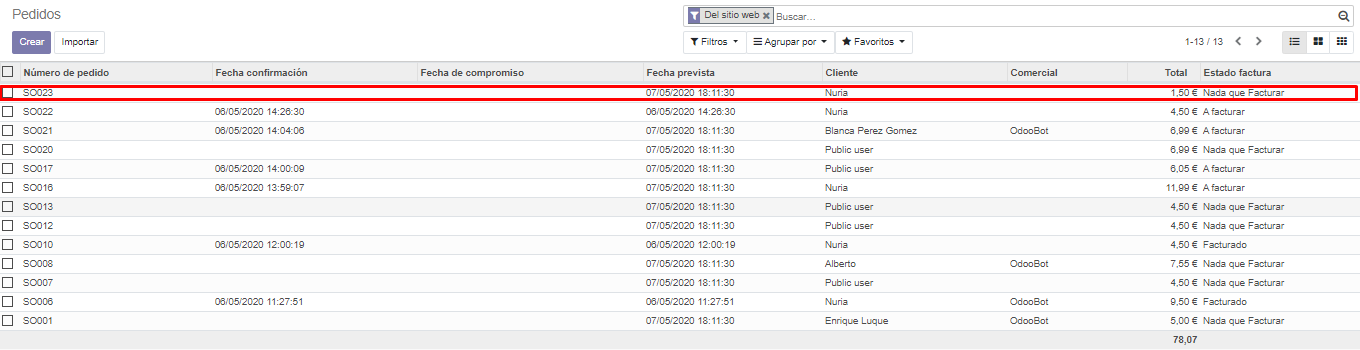 Pedidos
Del sitio web ✖ Buscar...
Crear Importar Filtros Agrupar por Favoritos 1-13 / 13
Número de pedido Fecha confirmación Fecha de compromiso Fecha prevista Cliente Comercial Total Estado factura
SO023 07/05/2020 18:11:30 Nuria 1,50 € Nada que Facturar
SO022 06/05/2020 14:26:30 06/05/2020 14:26:30 Nuria 4,50 € A facturar
SO021 06/05/2020 14:04:06 07/05/2020 18:11:30 Blanca Perez Gomez OdooBot 6,99 € A facturar
SO020 07/05/2020 18:11:30 Public user 6,99 € Nada que Facturar
SO017 06/05/2020 14:00:09 07/05/2020 18:11:30 Public user 6,05 € A facturar
SO016 06/05/2020 13:59:07 07/05/2020 18:11:30 Nuria 11,99 € A facturar
SO013 07/05/2020 18:11:30 Public user 4,50 € Nada que Facturar
SO012 07/05/2020 18:11:30 Public user 4,50 € Nada que Facturar
SO010 06/05/2020 12:00:19 06/05/2020 12:00:19 Nuria 4,50 € Facturado
SO008 07/05/2020 18:11:30 Alberto OdooBot 7,55 € Nada que Facturar
SO007 07/05/2020 18:11:30 Public user 4,50 € Nada que Facturar
SO006 06/05/2020 11:27:51 06/05/2020 11:27:51 Nuria OdooBot 9,50 € Facturado
SO001 07/05/2020 18:11:30 Enrique Luque OdooBot 5,00 € Nada que Facturar
78,07